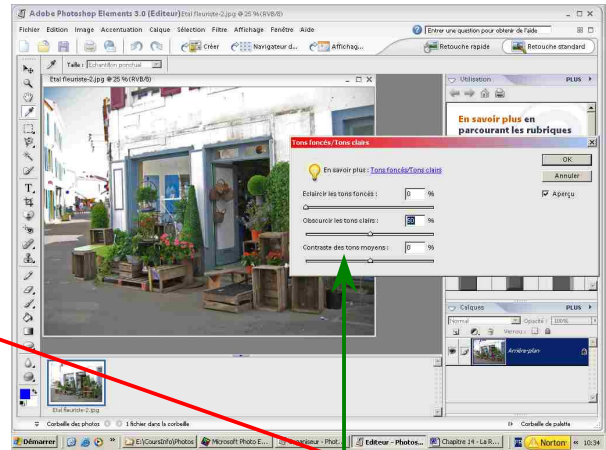 Adobe Photoshop Elements 3.0 (Editeur) Etal fleuriste-2.jpg @ 25 % (RVB/8)
Fichier Edition Image Accentuation Calque Sélection Filtre Affichage Fenêtre Aide
Entrer une question pour obtenir de l'aide
Créer Navigateur d... Affichag... Retouche rapide Retouche standard
Taille : Echantillon ponctuel
Etal fleuriste-2.jpg @ 25 % (RVB/8)
Utilisation PLUS
En savoir plus en
parcourant les rubriques
Tons foncés/Tons clairs
En savoir plus : Tons foncés/Tons clairs
OK
Annuler
Aperçu
Eclaircir les tons foncés : 0 %
Obscurcir les tons clairs : 50 %
Contraste des tons moyens : 0 %
Calques PLUS
Normal Opacité : 100%
Verrou :
Arrière-plan
Etal fleuriste-2.jpg
Corbeille des photos 1 fichier dans la corbeille Corbeille de palette
Démarrer E:\CoursInfo\Photos Microsoft Photo E... Organiseur - Phot... Editeur - Photos... Chapitre 14 - La R... Norton 10:34